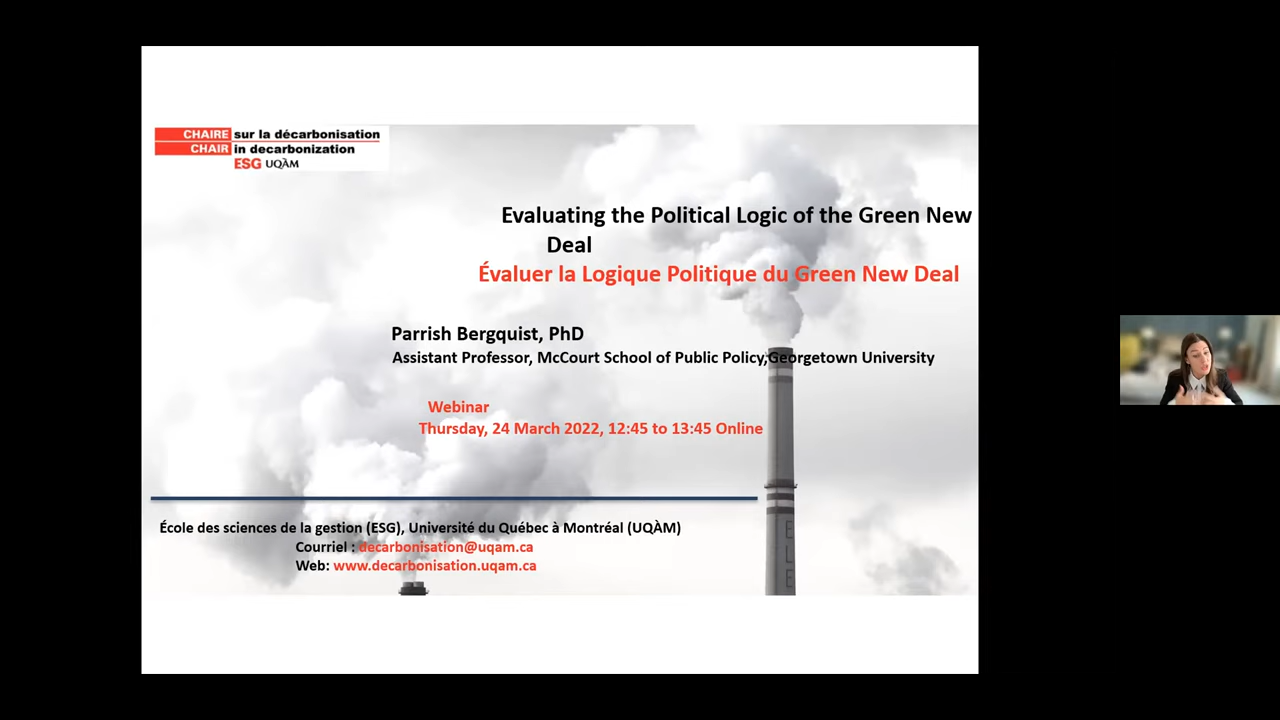 CHAIRE sur la décarbonisation
CHAIR in decarbonization
ESG UQÀM
Evaluating the Political Logic of the Green New
Deal
Évaluer la Logique Politique du Green New Deal
Parrish Bergquist, PhD
Assistant Professor, McCourt School of Public Policy,Georgetown University
Webinar
Thursday, 24 March 2022, 12:45 to 13:45 Online
École des sciences de la gestion (ESG), Université du Québec à Montréal (UQÀM)
Courriel : decarbonisation@uqam.ca
Web: www.decarbonisation.uqam.ca
E
L
E